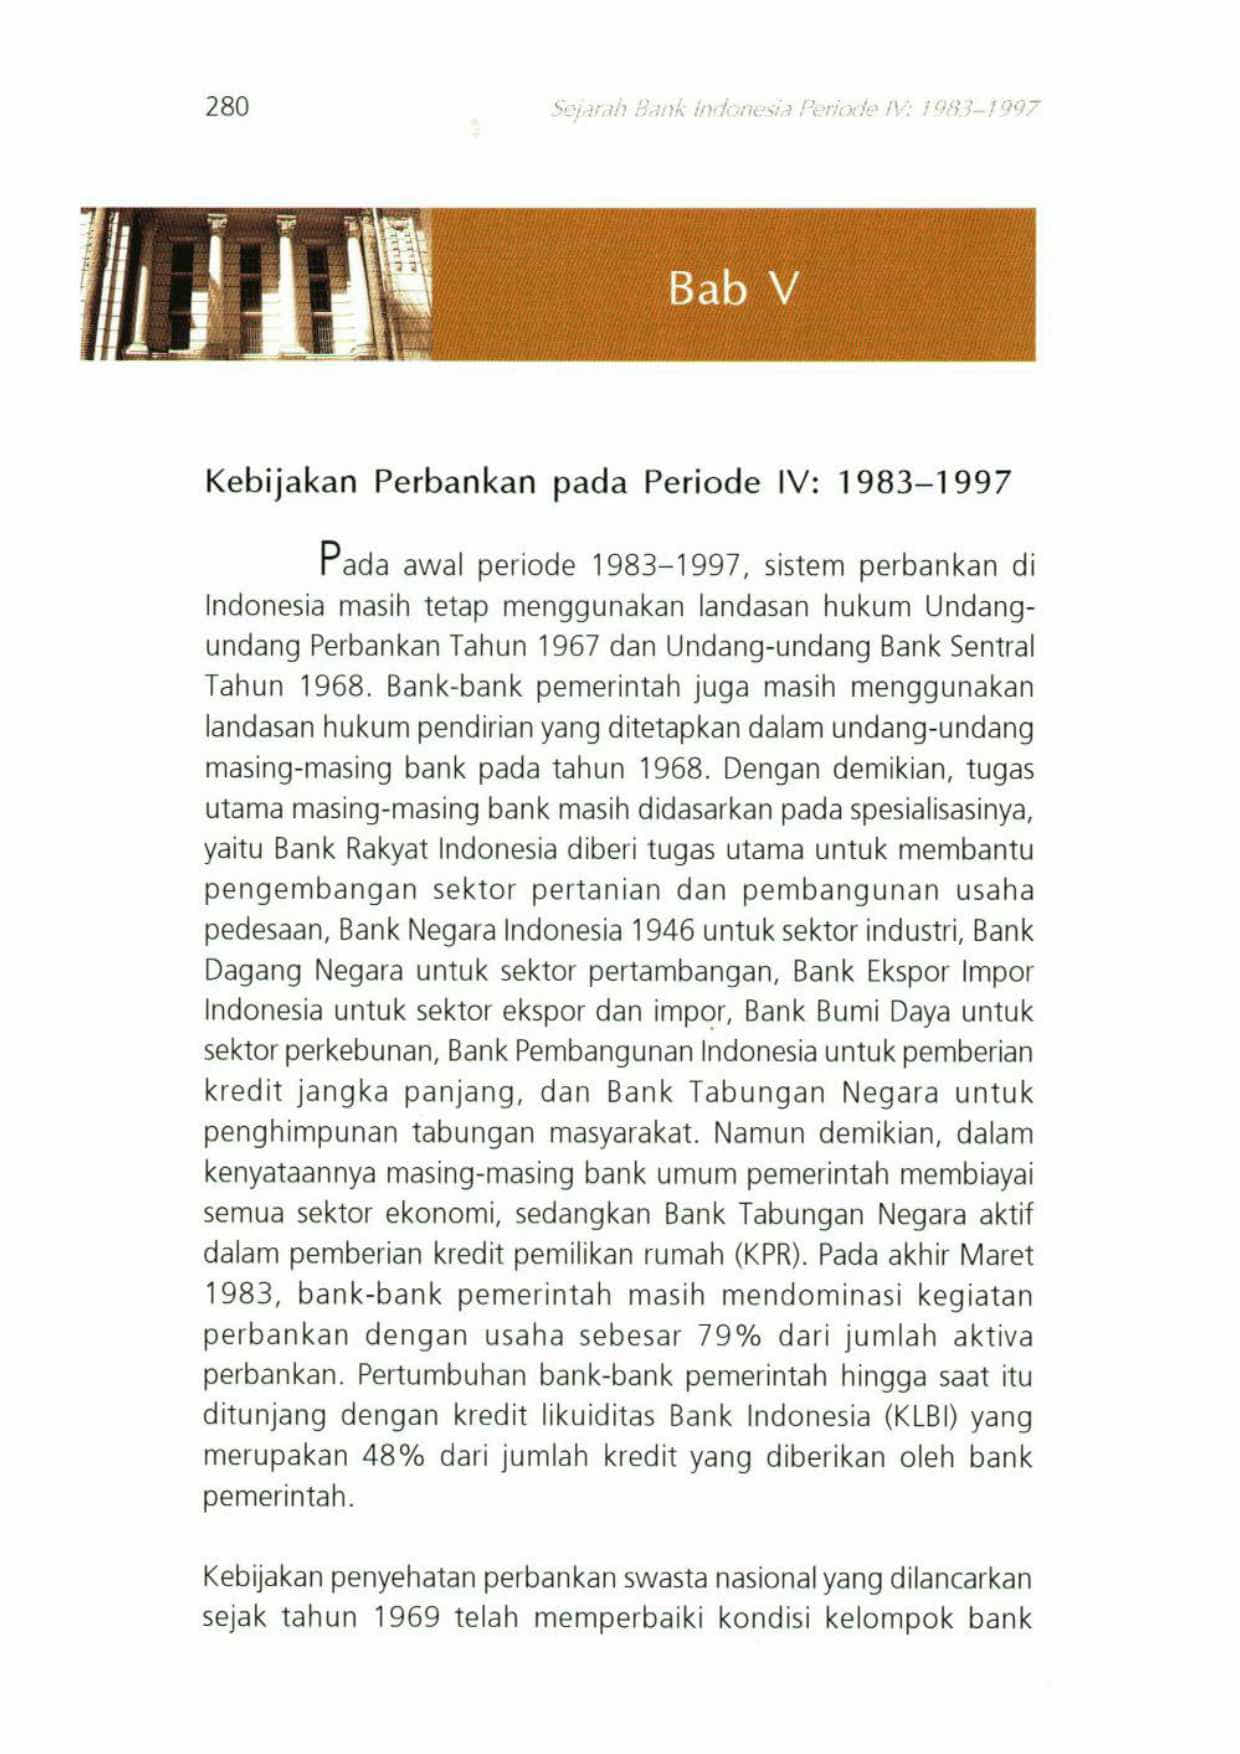 280
Sejarah Bank Indonesia Periode IV: 1983–1997
Bab V
Kebijakan Perbankan pada Periode IV: 1983–1997
Pada awal periode 1983–1997, sistem perbankan di
Indonesia masih tetap menggunakan landasan hukum Undang-
undang Perbankan Tahun 1967 dan Undang-undang Bank Sentral
Tahun 1968. Bank-bank pemerintah juga masih menggunakan
landasan hukum pendirian yang ditetapkan dalam undang-undang
masing-masing bank pada tahun 1968. Dengan demikian, tugas
utama masing-masing bank masih didasarkan pada spesialisasinya,
yaitu Bank Rakyat Indonesia diberi tugas utama untuk membantu
pengembangan sektor pertanian dan pembangunan usaha
pedesaan, Bank Negara Indonesia 1946 untuk sektor industri, Bank
Dagang Negara untuk sektor pertambangan, Bank Ekspor Impor
Indonesia untuk sektor ekspor dan impor, Bank Bumi Daya untuk
sektor perkebunan, Bank Pembangunan Indonesia untuk pemberian
kredit jangka panjang, dan Bank Tabungan Negara untuk
penghimpunan tabungan masyarakat. Namun demikian, dalam
kenyataannya masing-masing bank umum pemerintah membiayai
semua sektor ekonomi, sedangkan Bank Tabungan Negara aktif
dalam pemberian kredit pemilikan rumah (KPR). Pada akhir Maret
1983, bank-bank pemerintah masih mendominasi kegiatan
perbankan dengan usaha sebesar 79% dari jumlah aktiva
perbankan. Pertumbuhan bank-bank pemerintah hingga saat itu
ditunjang dengan kredit likuiditas Bank Indonesia (KLBI) yang
merupakan 48% dari jumlah kredit yang diberikan oleh bank
pemerintah.
Kebijakan penyehatan perbankan swasta nasional yang dilancarkan
sejak tahun 1969 telah memperbaiki kondisi kelompok bank